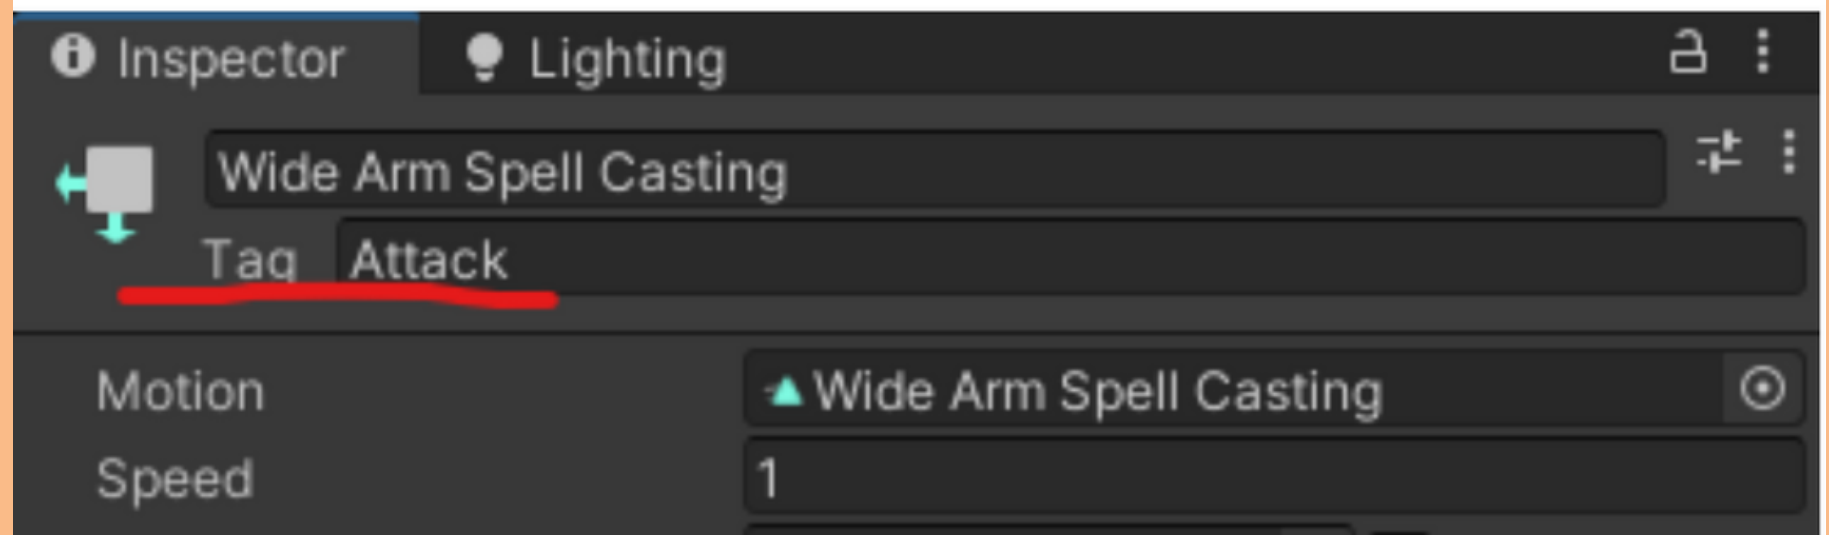 Inspector Lighting
Wide Arm Spell Casting
Tag Attack
Motion Wide Arm Spell Casting
Speed 1